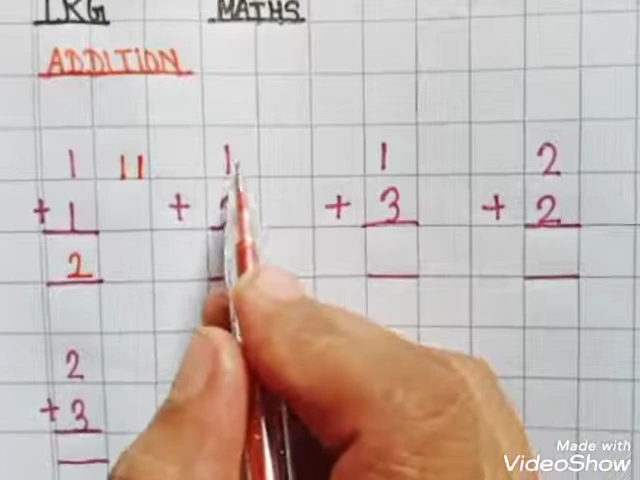 LKG MATHS
ADDITION
1 11 1 1 2
+ 1 + + 3 + 2
2
2
+ 3
Made with
VideoShow